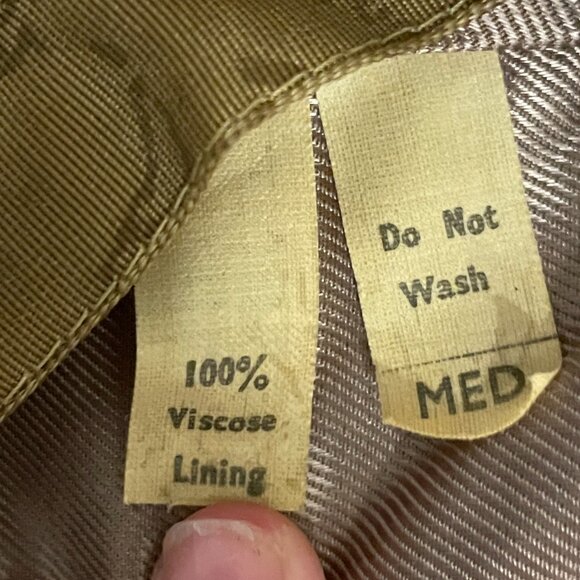 100%
Viscose
Lining
Do Not
Wash
MED